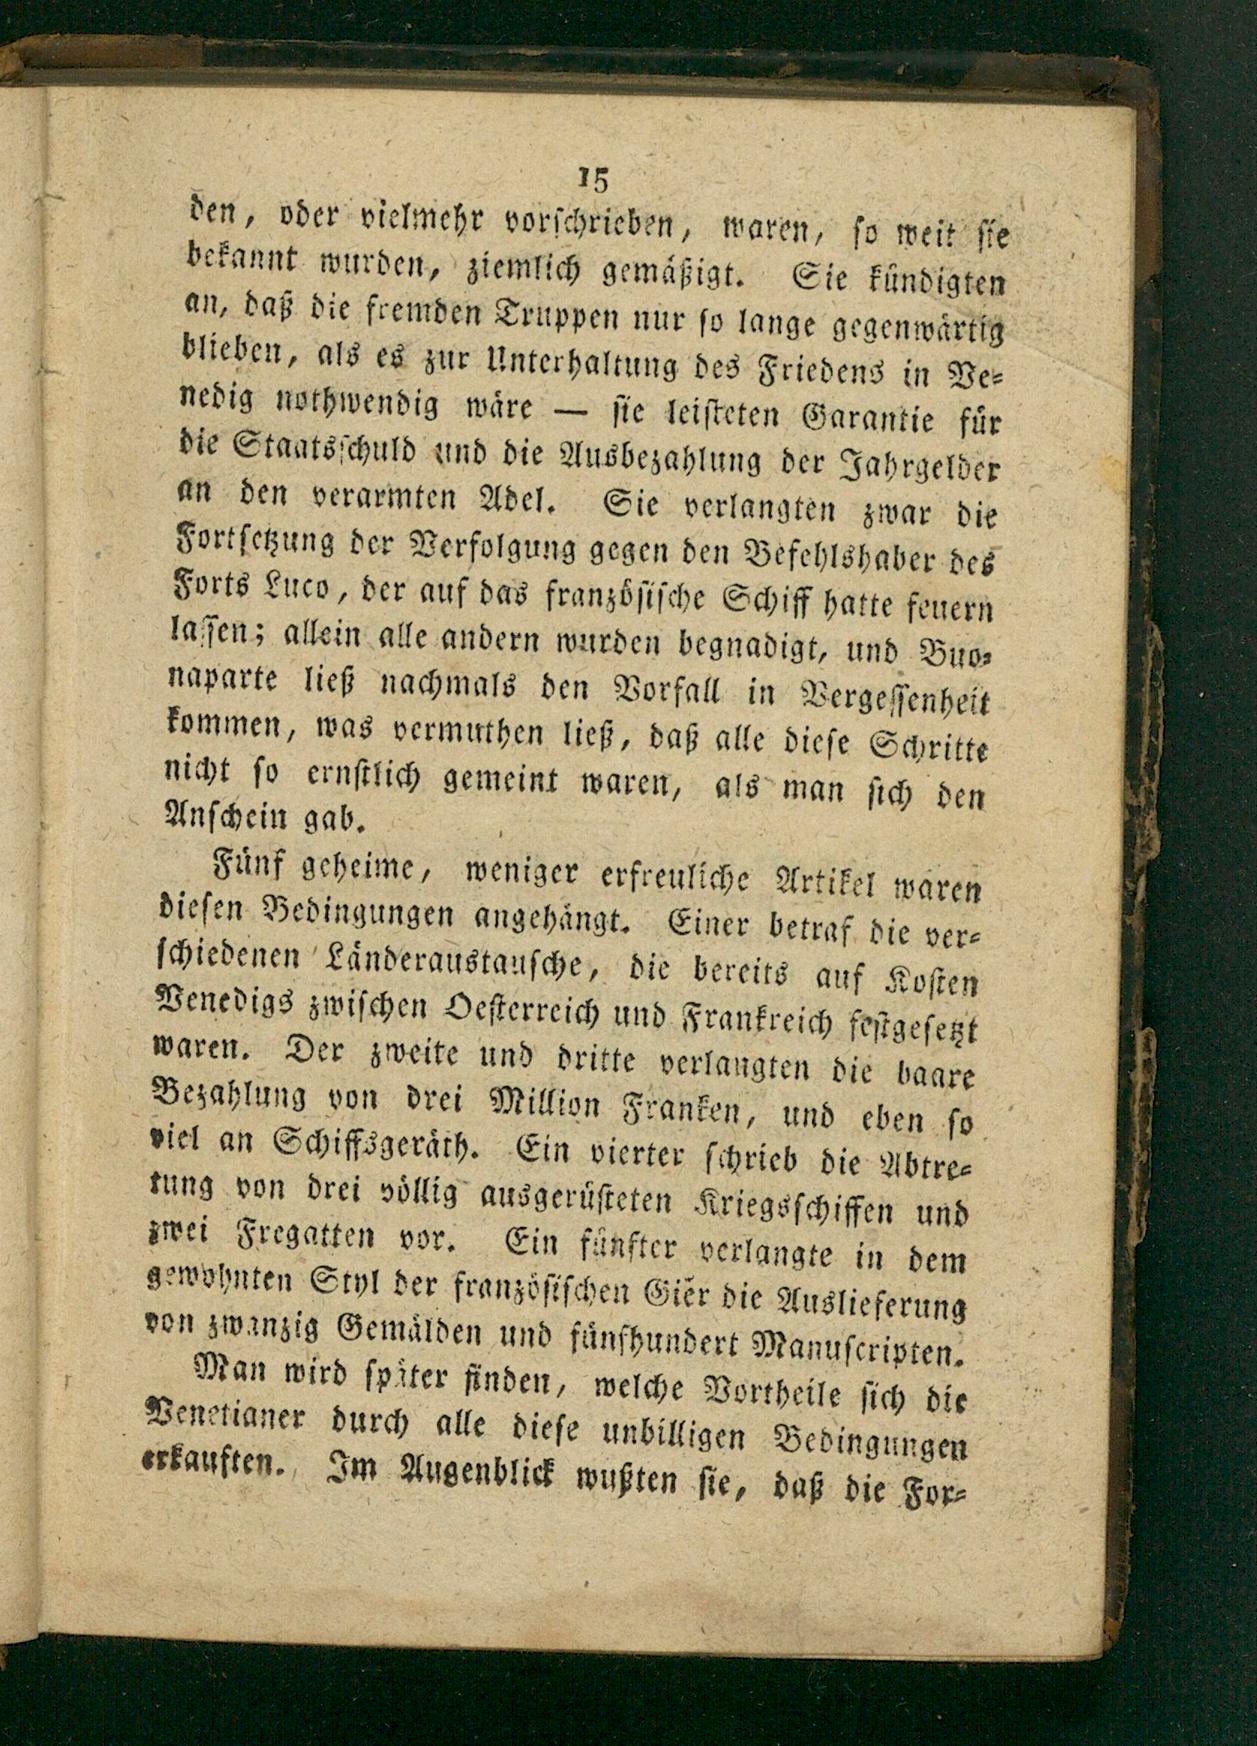 15
den, oder vielmehr vorschrieben, waren, so weit sie
bekannt wurden, ziemlich gemäßigt. Sie kündigten
an, daß die fremden Truppen nur so lange gegenwärtig
blieben, als es zur Unterhaltung des Friedens in Ve-
nedig nothwendig wäre — sie leisteten Garantie für
die Staatsschuld und die Ausbezahlung der Jahrgelder
an den verarmten Adel. Sie verlangten zwar die
Fortsetzung der Verfolgung gegen den Befehlshaber des
Forts Luco, der auf das französische Schiff hatte feuern
lassen; allein alle andern wurden begnadigt, und Buo-
naparte ließ nachmals den Vorfall in Vergessenheit
kommen, was vermuthen ließ, daß alle diese Schritte
nicht so ernstlich gemeint waren, als man sich den
Anschein gab.
Fünf geheime, weniger erfreuliche Artikel waren
diesen Bedingungen angehängt. Einer betraf die ver-
schiedenen Länderaustausche, die bereits auf Kosten
Venedigs zwischen Oesterreich und Frankreich festgesetzt
waren. Der zweite und dritte verlangten die baare
Bezahlung von drei Million Franken, und eben so
viel an Schiffsgeräth. Ein vierter schrieb die Abtre-
tung von drei völlig ausgerüsteten Kriegsschiffen und
zwei Fregatten vor. Ein fünfter verlangte in dem
gewohnten Styl der französischen Gier die Auslieferung
von zwanzig Gemälden und fünfhundert Manuscripten.
Man wird später finden, welche Vortheile sich die
Venetianer durch alle diese unbilligen Bedingungen
erkauften. Im Augenblick wußten sie, daß die For-